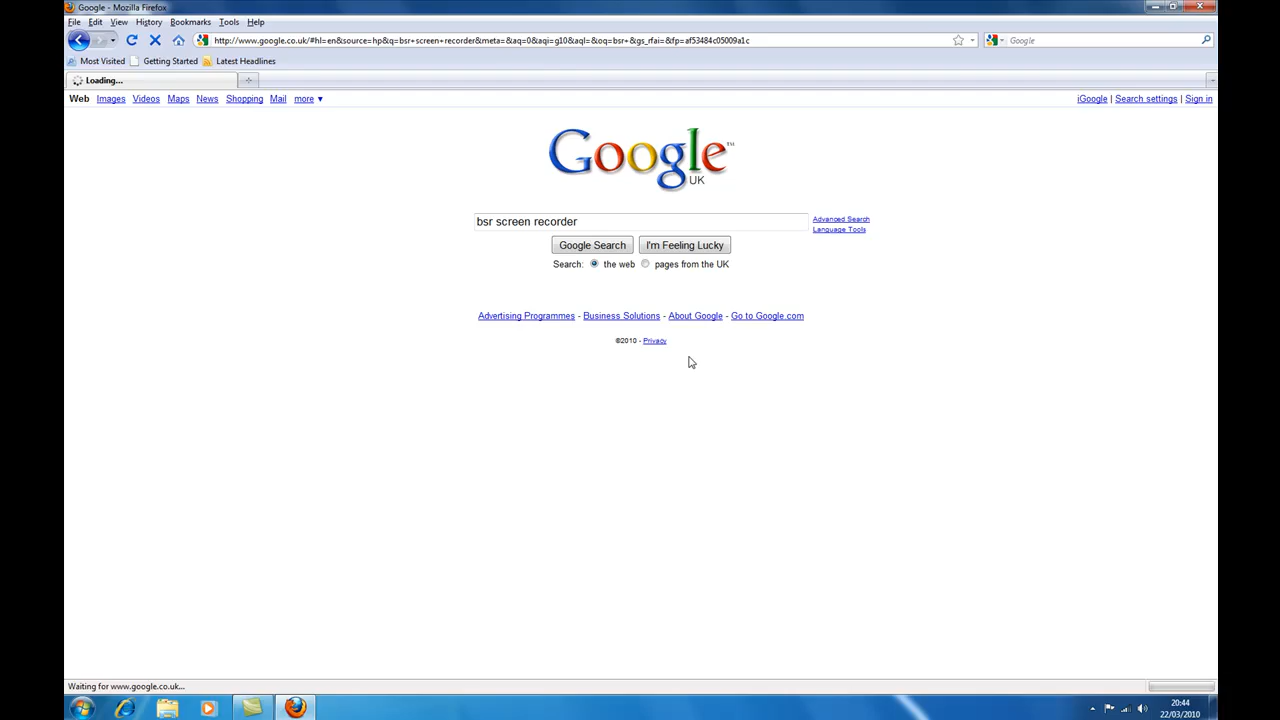 Google - Mozilla Firefox
File Edit View History Bookmarks Tools Help
http://www.google.co.uk/#hl=en&source=hp&q=bsr+screen+recorder&meta=&aq=0&aqi=g10&aql=&oq=bsr+&gs_rfai=&fp=af53484c05009a1c
Google
Most Visited Getting Started Latest Headlines
Loading...
Web Images Videos Maps News Shopping Mail more ▼
iGoogle | Search settings | Sign in
Google™
UK
bsr screen recorder
Advanced Search
Language Tools
Google Search I'm Feeling Lucky
Search: the web pages from the UK
Advertising Programmes - Business Solutions - About Google - Go to Google.com
©2010 - Privacy
Waiting for www.google.co.uk...
20:44
22/03/2010